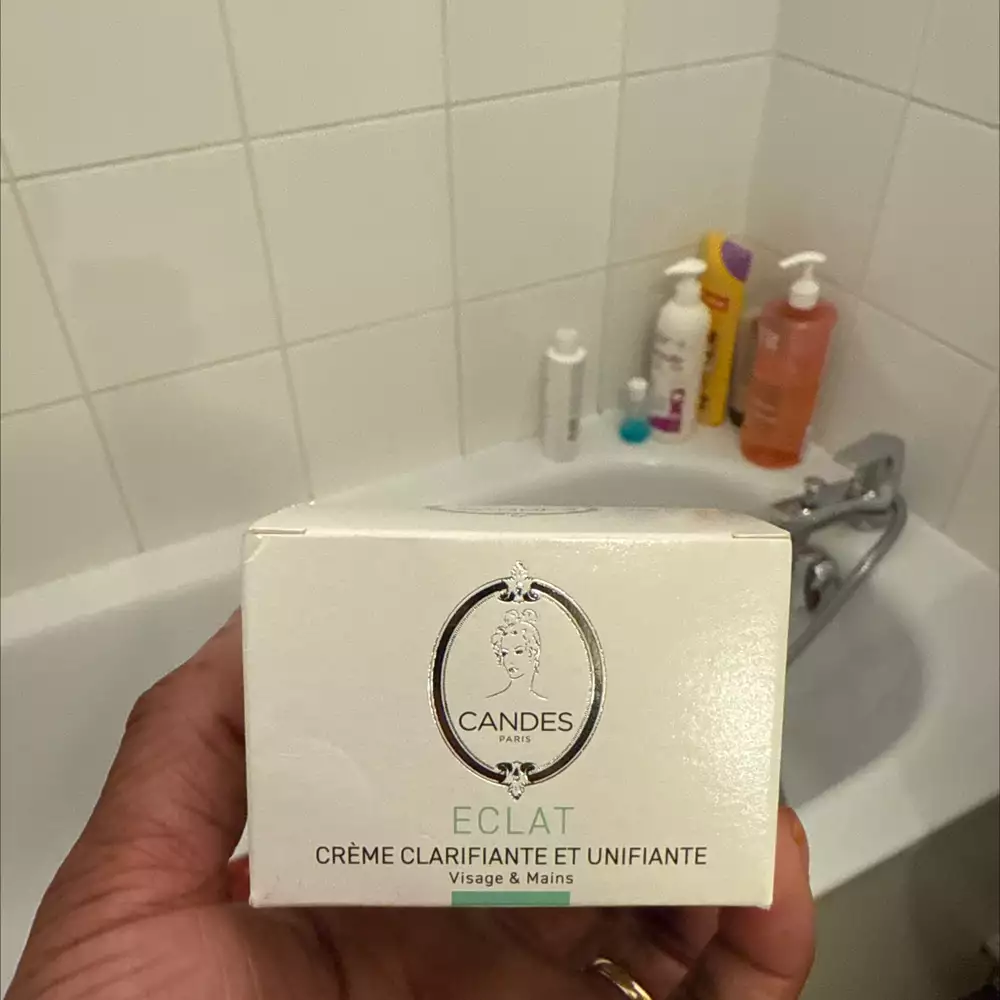 CANDES
PARIS
ECLAT
CRÈME CLARIFIANTE ET UNIFIANTE
Visage & Mains